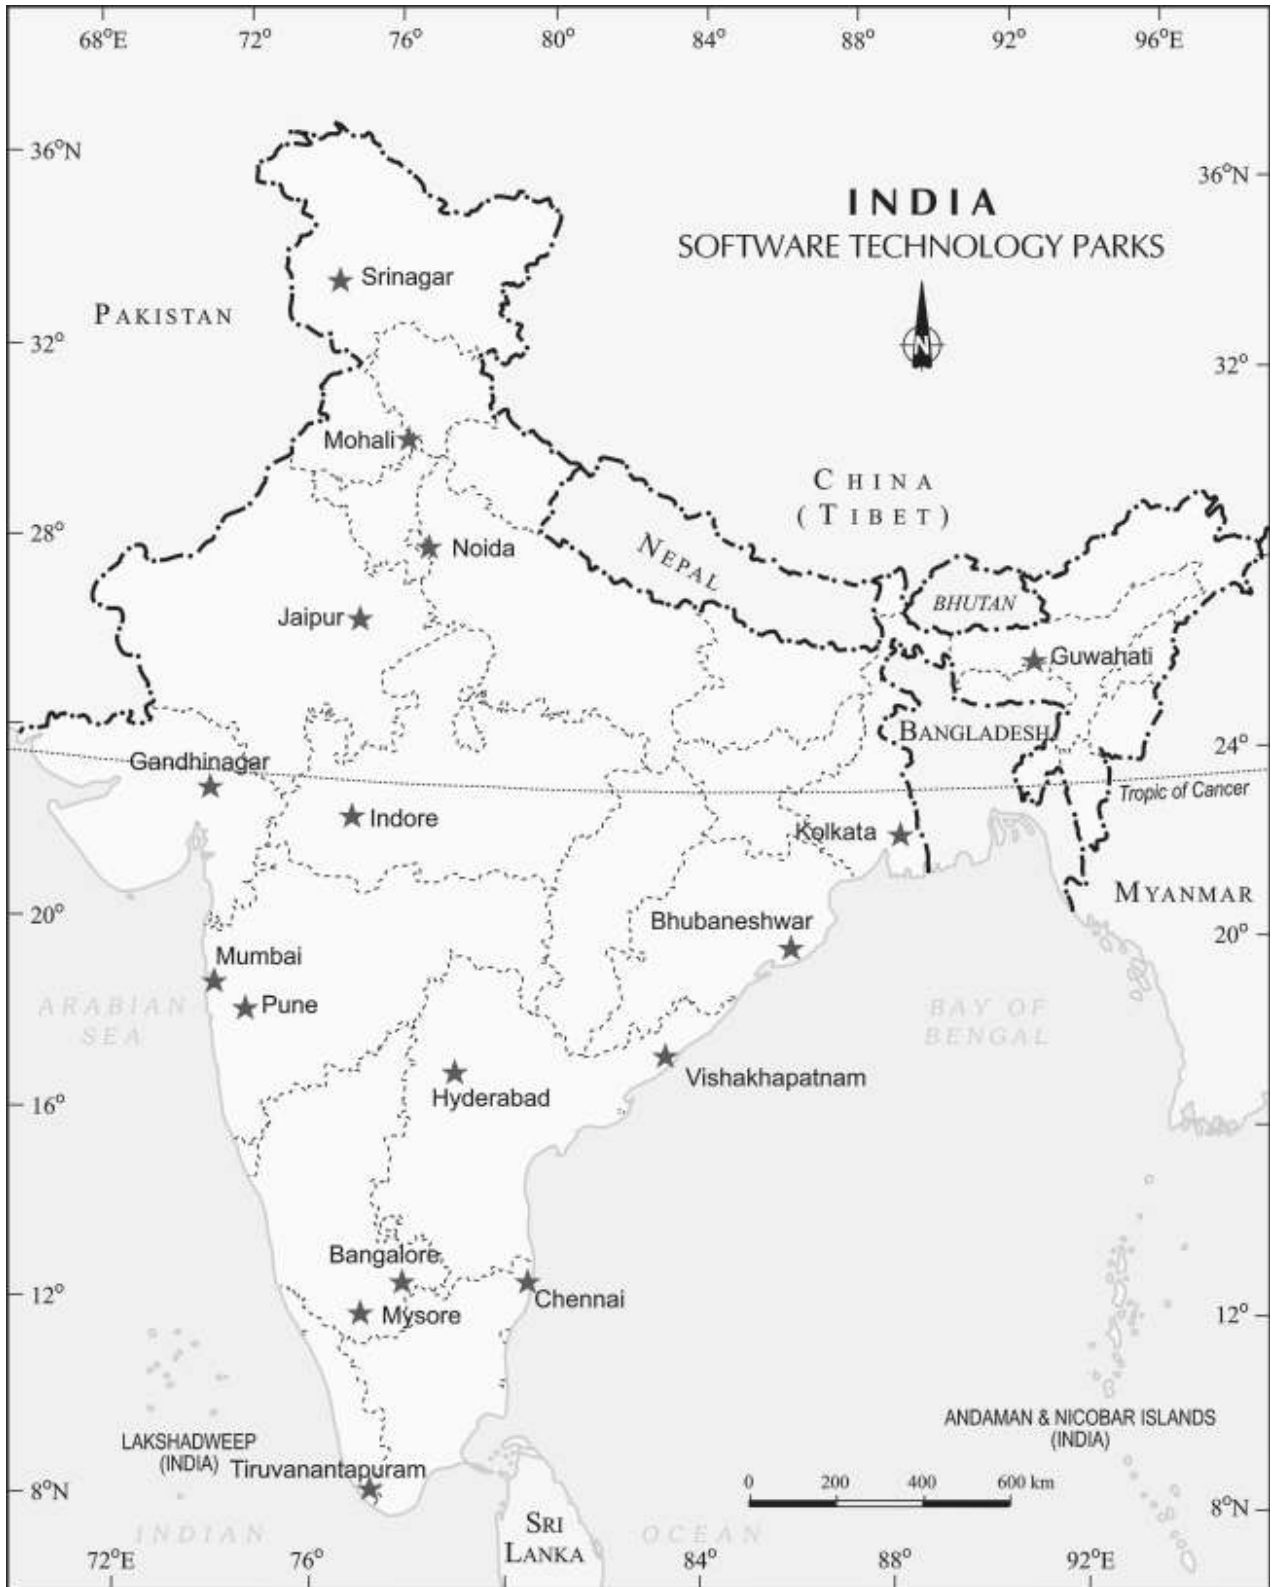 68°E 72° 76° 80° 84° 88° 92° 96°E
36°N
36°N
INDIA
SOFTWARE TECHNOLOGY PARKS
N
Srinagar
PAKISTAN
32°
32°
Mohali
CHINA
(TIBET)
28°
Noida
NEPAL
BHUTAN
Jaipur
Guwahati
BANGLADESH
24°
Gandhinagar
Tropic of Cancer
Indore
Kolkata
MYANMAR
20°
Bhubaneshwar
20°
Mumbai
Pune
ARABIAN
SEA
BAY OF
BENGAL
Vishakhapatnam
Hyderabad
16°
Bangalore
12°
Chennai
Mysore
12°
ANDAMAN & NICOBAR ISLANDS
(INDIA)
LAKSHADWEEP
(INDIA)
Tiruvanantapuram
0 200 400 600 km
8°N
8°N
SRI
LANKA
INDIAN OCEAN
72°E 76° 84° 88° 92°E